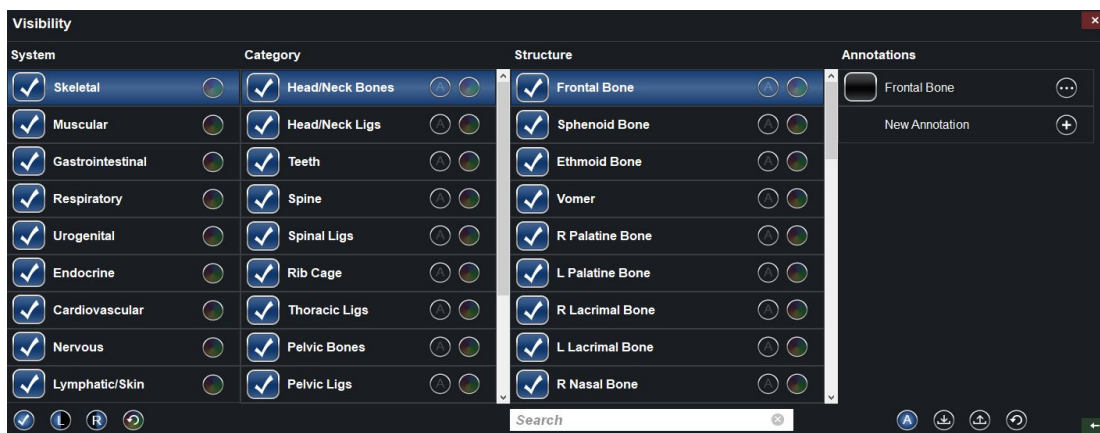 Visibility
System Category Structure Annotations
Skeletal Head/Neck Bones A Frontal Bone A Frontal Bone
Muscular Head/Neck Ligs A Sphenoid Bone A New Annotation
Gastrointestinal Teeth A Ethmoid Bone A
Respiratory Spine A Vomer A
Urogenital Spinal Ligs A R Palatine Bone A
Endocrine Rib Cage A L Palatine Bone A
Cardiovascular Thoracic Ligs A R Lacrimal Bone A
Nervous Pelvic Bones A L Lacrimal Bone A
Lymphatic/Skin Pelvic Ligs A R Nasal Bone A
L R Search A